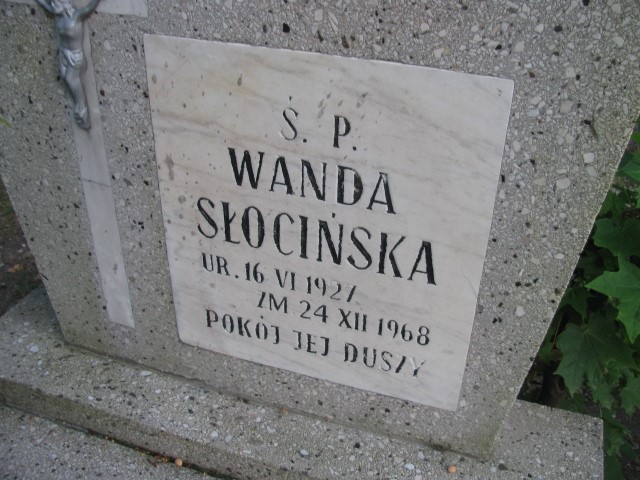 Ś. P.
WANDA
SŁOCIŃSKA
UR. 16 VI 1927
ZM 24 XII 1968
POKÓJ JEJ DUSZY